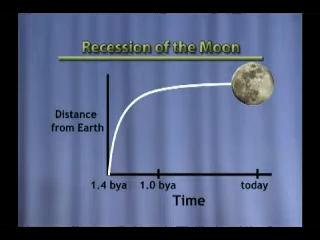 Recession of the Moon
Distance
from Earth
1.4 bya 1.0 bya today
Time